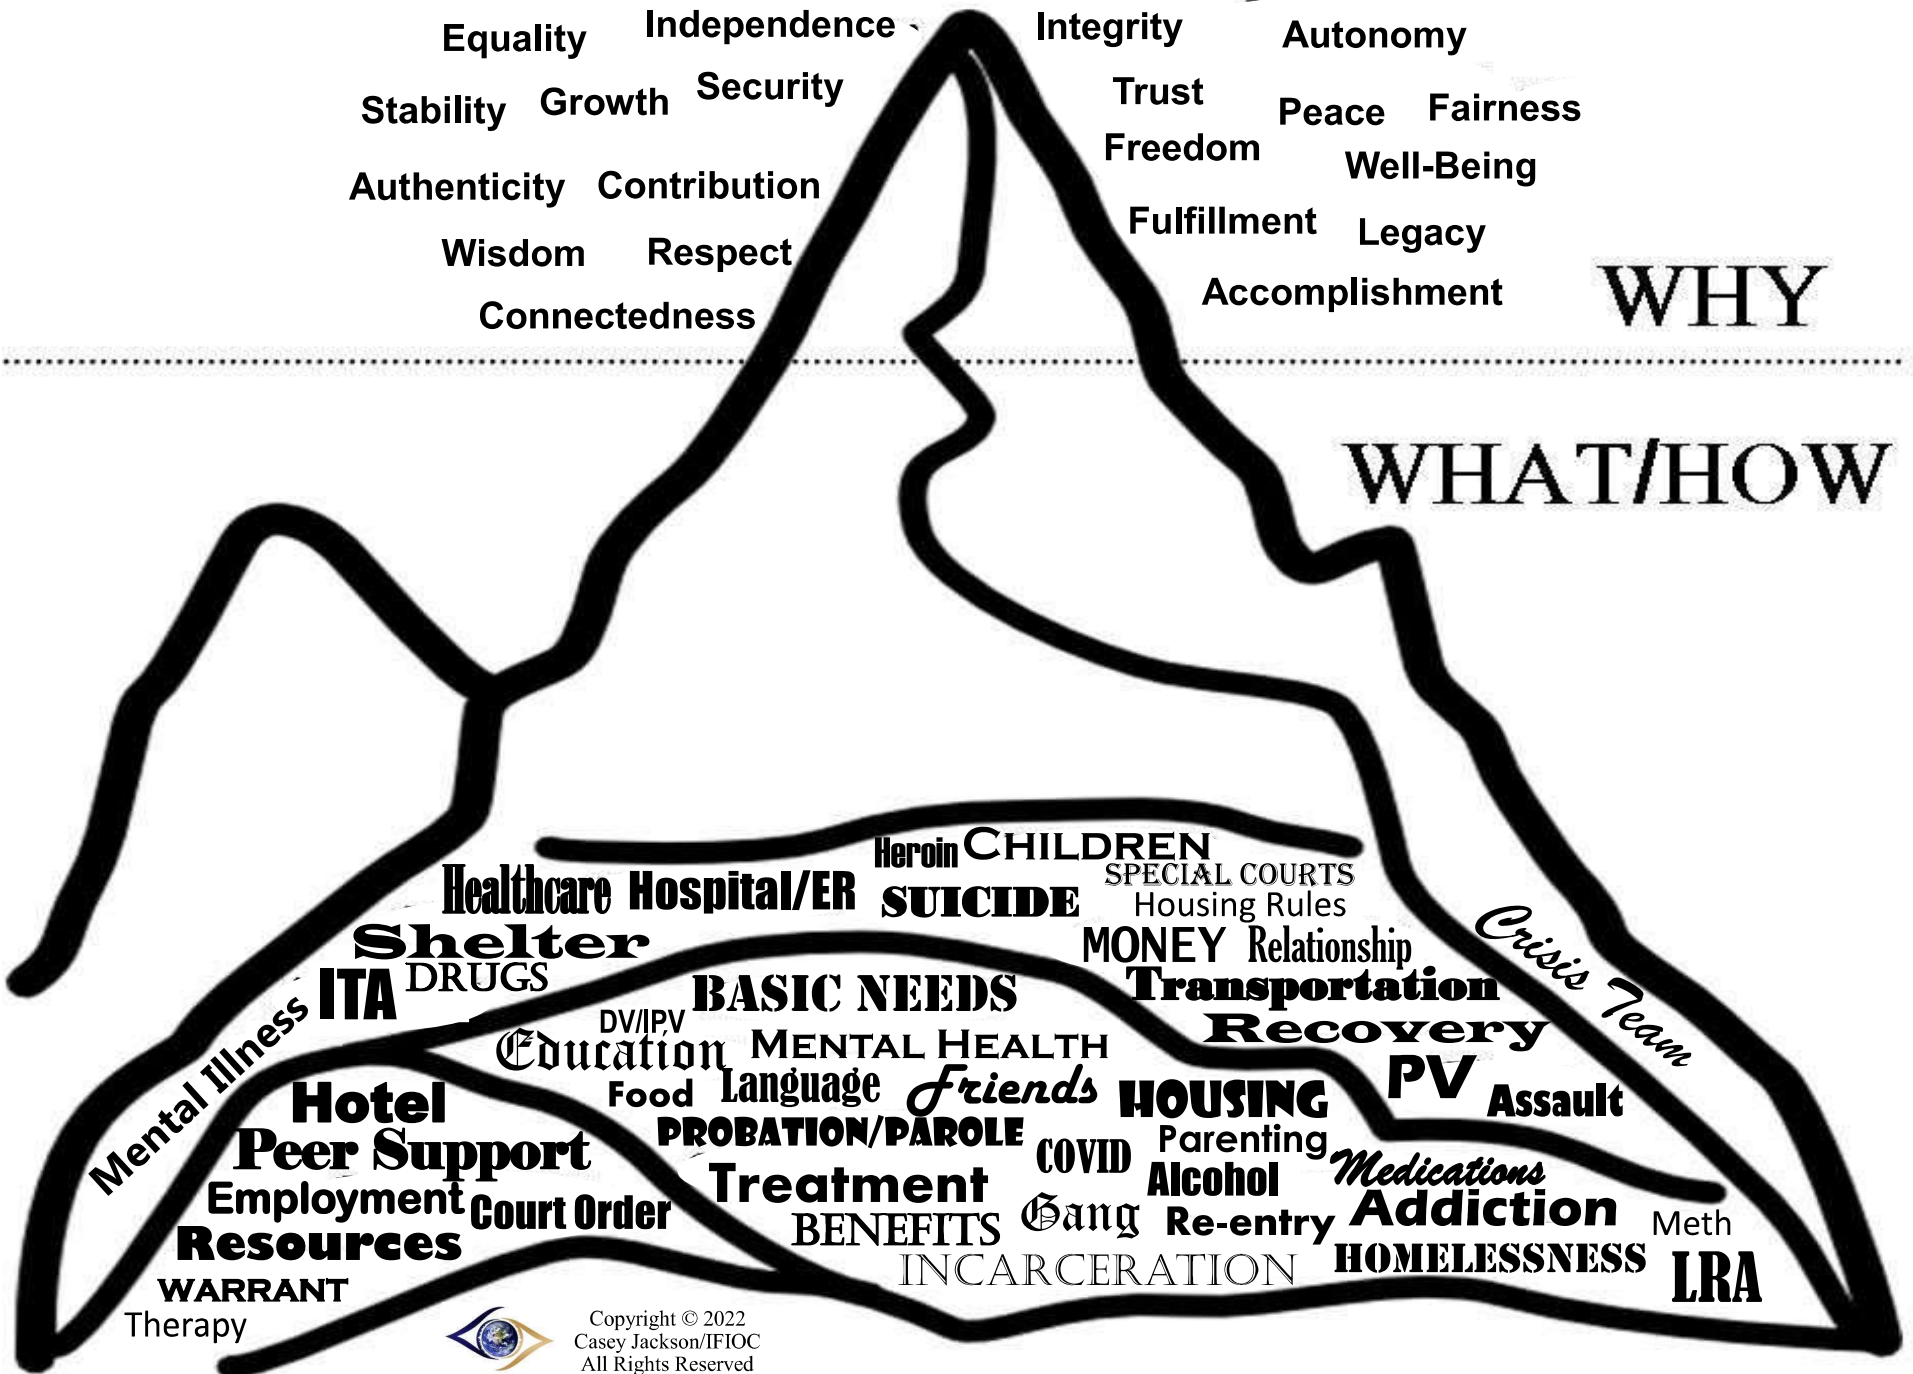 Equality Independence Integrity Autonomy
Stability Growth Security Trust Peace Fairness
Freedom Well-Being
Authenticity Contribution
Fulfillment Legacy
Wisdom Respect
Accomplishment WHY
Connectedness
WHAT/HOW
Heroin CHILDREN
Healthcare Hospital/ER SUICIDE SPECIAL COURTS
Housing Rules
Shelter MONEY Relationship Crisis Team
ITA DRUGS BASIC NEEDS Transportation
Mental Illness DV/IPV Recovery
Education MENTAL HEALTH
Hotel Food Language Friends HOUSING PV Assault
Peer Support PROBATION/PAROLE COVID Parenting
Treatment Alcohol Medications
Employment Court Order BENEFITS Gang Re-entry Addiction Meth
Resources INCARCERATION HOMELESSNESS LRA
WARRANT
Therapy
Copyright © 2022
Casey Jackson/IFIOC
All Rights Reserved